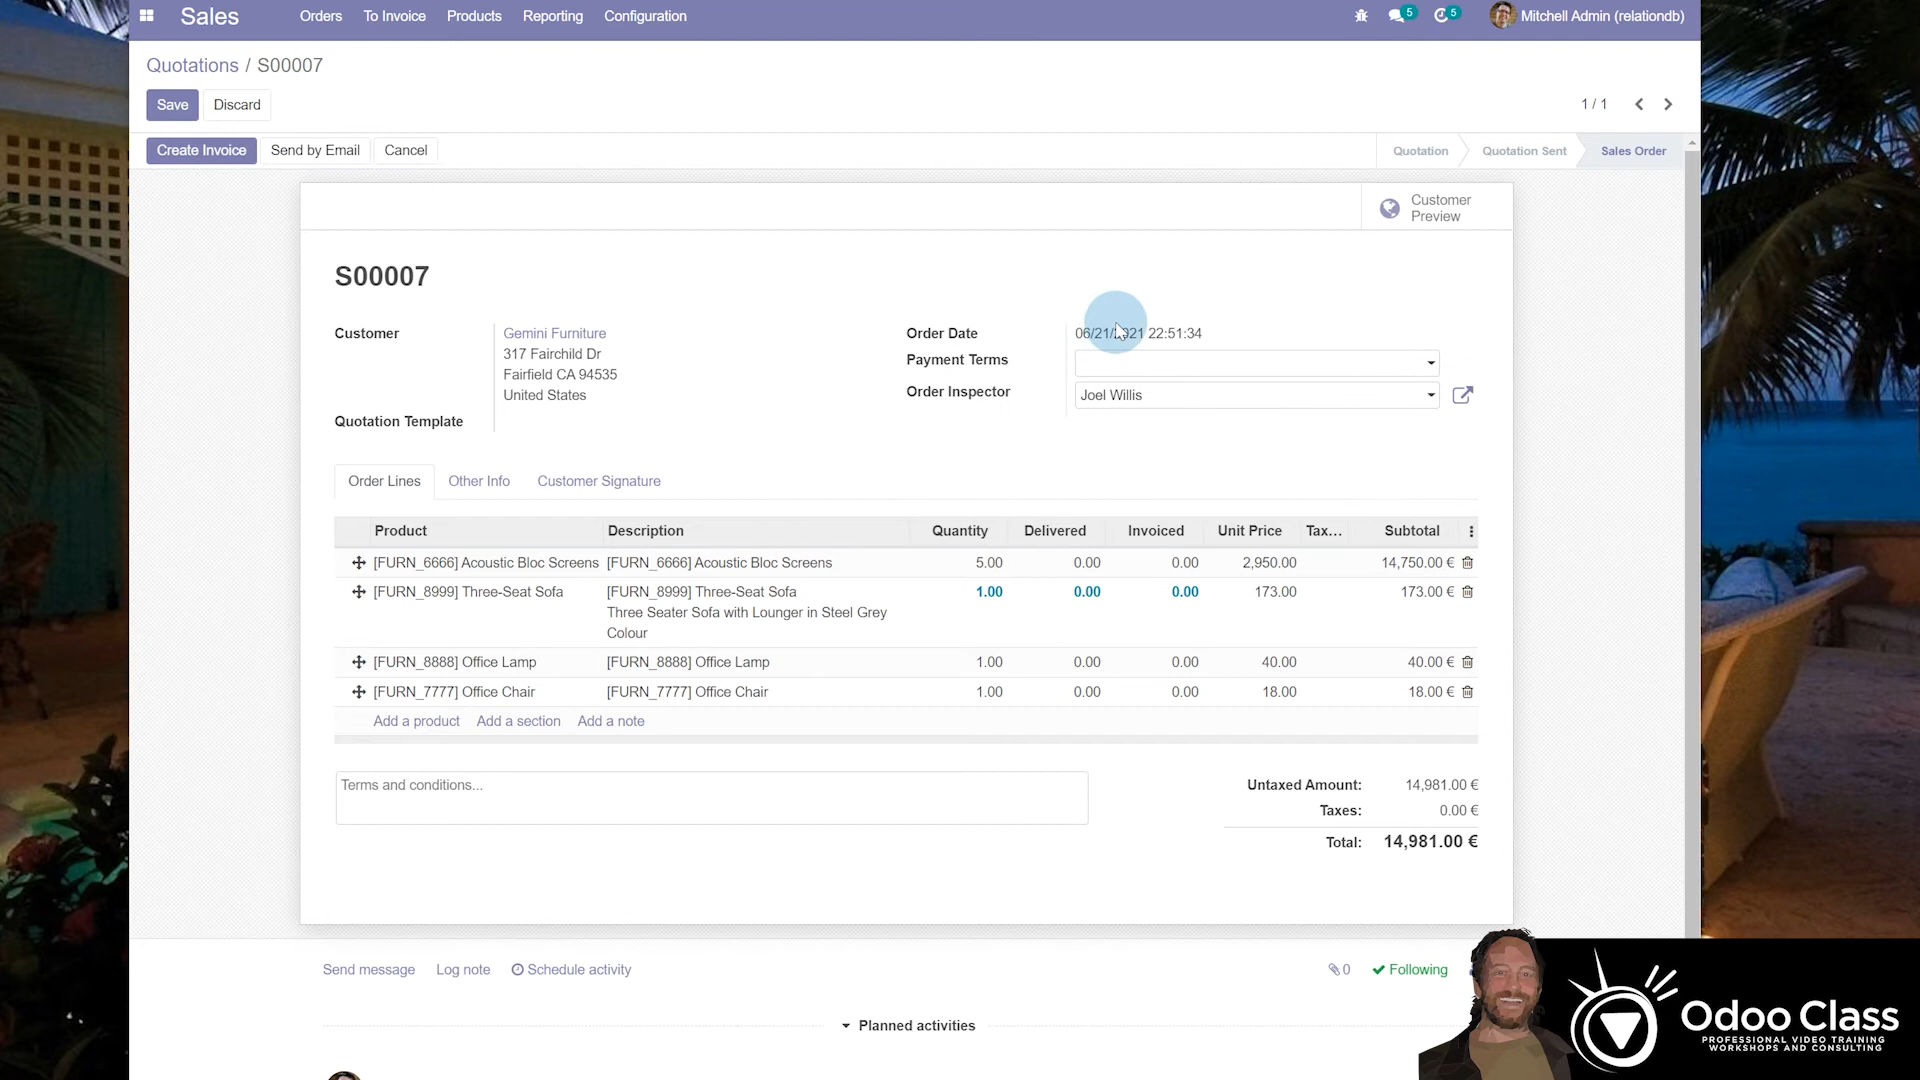 Sales
Orders
To Invoice
Products
Reporting
Configuration
5
5
Mitchell Admin (relationdb)
Quotations / S00007
Save
Discard
1 / 1
Create Invoice
Send by Email
Cancel
Quotation
Quotation Sent
Sales Order
Customer
Preview
S00007
Customer
Gemini Furniture
317 Fairchild Dr
Fairfield CA 94535
United States
Quotation Template
Order Date
06/21/2021 22:51:34
Payment Terms
Order Inspector
Joel Willis
Order Lines
Other Info
Customer Signature
Product Description Quantity Delivered Invoiced Unit Price Tax... Subtotal
[FURN_6666] Acoustic Bloc Screens [FURN_6666] Acoustic Bloc Screens 5.00 0.00 0.00 2,950.00 14,750.00 €
[FURN_8999] Three-Seat Sofa [FURN_8999] Three-Seat Sofa 1.00 0.00 0.00 173.00 173.00 €
Three Seater Sofa with Lounger in Steel Grey
Colour
[FURN_8888] Office Lamp [FURN_8888] Office Lamp 1.00 0.00 0.00 40.00 40.00 €
[FURN_7777] Office Chair [FURN_7777] Office Chair 1.00 0.00 0.00 18.00 18.00 €
Add a product Add a section Add a note
Terms and conditions...
Untaxed Amount: 14,981.00 €
Taxes: 0.00 €
Total: 14,981.00 €
Send message
Log note
Schedule activity
0
Following
Planned activities
Odoo Class
PROFESSIONAL VIDEO TRAINING
WORKSHOPS AND CONSULTING